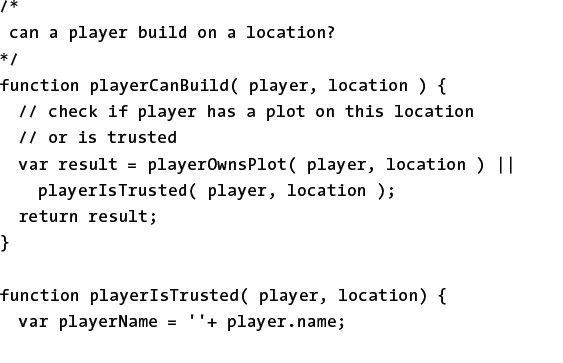 /*
 can a player build on a location?
*/
function playerCanBuild( player, location ) {
  // check if player has a plot on this location
  // or is trusted
  var result = playerOwnsPlot( player, location ) ||
    playerIsTrusted( player, location );
  return result;
}

function playerIsTrusted( player, location) {
  var playerName = ''+ player.name;